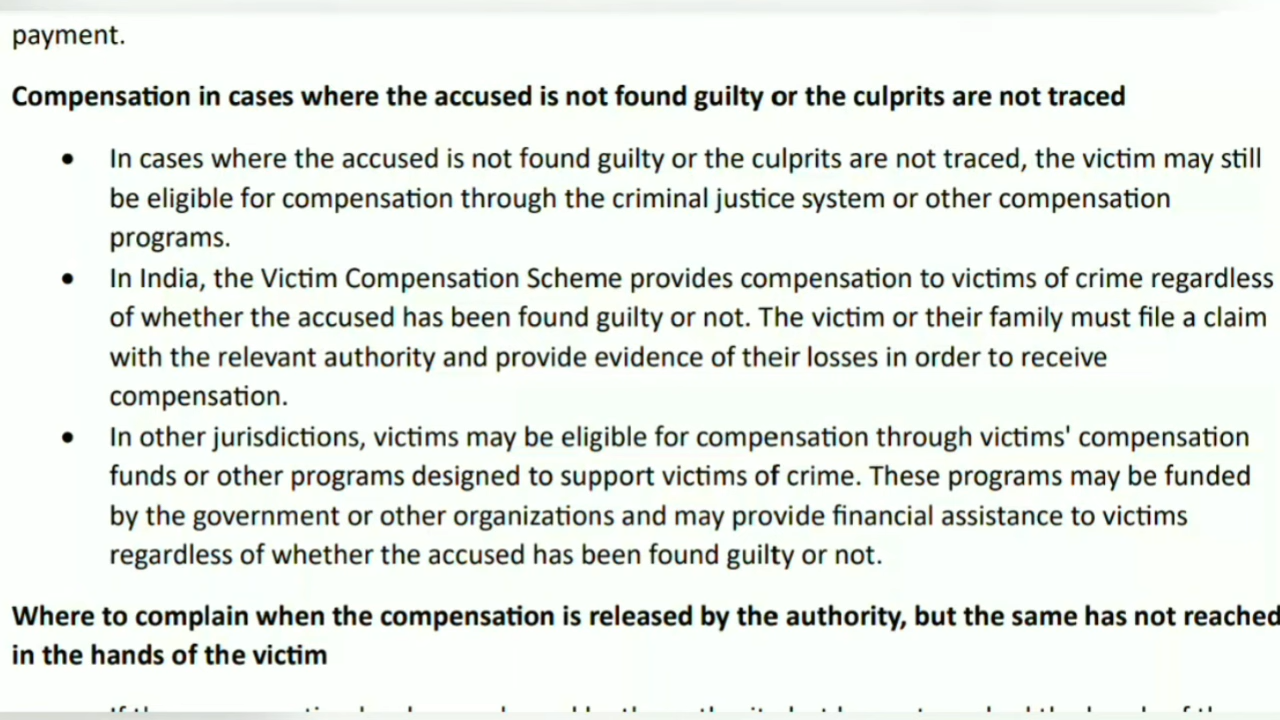 payment.
Compensation in cases where the accused is not found guilty or the culprits are not traced
• In cases where the accused is not found guilty or the culprits are not traced, the victim may still
be eligible for compensation through the criminal justice system or other compensation
programs.
• In India, the Victim Compensation Scheme provides compensation to victims of crime regardless
of whether the accused has been found guilty or not. The victim or their family must file a claim
with the relevant authority and provide evidence of their losses in order to receive
compensation.
• In other jurisdictions, victims may be eligible for compensation through victims' compensation
funds or other programs designed to support victims of crime. These programs may be funded
by the government or other organizations and may provide financial assistance to victims
regardless of whether the accused has been found guilty or not.
Where to complain when the compensation is released by the authority, but the same has not reached
in the hands of the victim